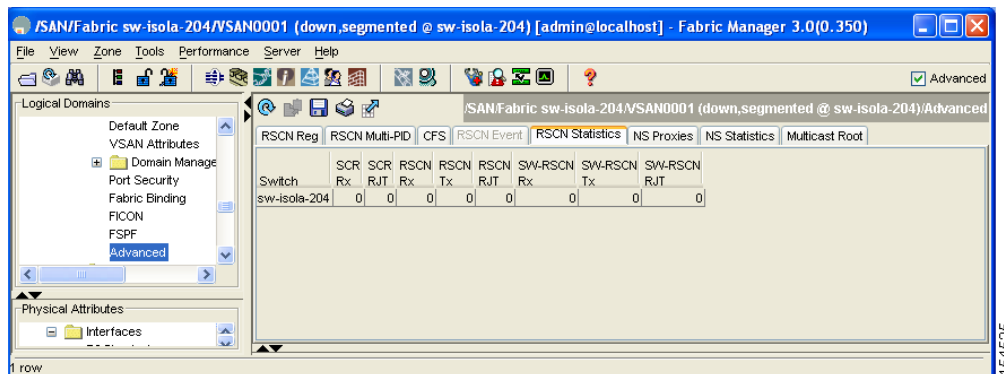 /SAN/Fabric sw-isola-204/VSAN0001 (down,segmented @ sw-isola-204) [admin@localhost] - Fabric Manager 3.0(0.350)
File View Zone Tools Performance Server Help
Advanced
Logical Domains
/SAN/Fabric sw-isola-204/VSAN0001 (down,segmented @ sw-isola-204)/Advanced
Default Zone
VSAN Attributes
Domain Manage
Port Security
Fabric Binding
FICON
FSPF
Advanced
RSCN Reg RSCN Multi-PID CFS RSCN Event RSCN Statistics NS Proxies NS Statistics Multicast Root
SCR SCR RSCN RSCN RSCN SW-RSCN SW-RSCN SW-RSCN
Switch Rx RJT Rx Tx RJT Rx Tx RJT
sw-isola-204 0 0 0 0 0 0 0 0
Physical Attributes
Interfaces
1 row